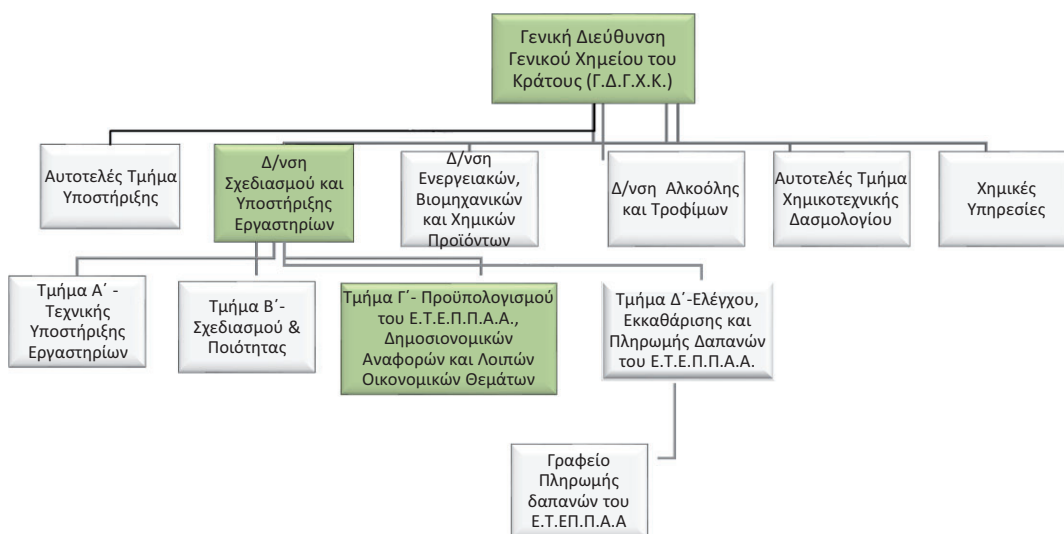 Γενική Διεύθυνση
Γενικού Χημείου του
Κράτους (Γ.Δ.Γ.Χ.Κ.)
Αυτοτελές Τμήμα
Υποστήριξης
Δ/νση
Σχεδιασμού και
Υποστήριξης
Εργαστηρίων
Δ/νση
Ενεργειακών,
Βιομηχανικών
και Χημικών
Προϊόντων
Δ/νση Αλκοόλης
και Τροφίμων
Αυτοτελές Τμήμα
Χημικοτεχνικής
Δασμολογίου
Χημικές
Υπηρεσίες
Τμήμα Α΄ -
Τεχνικής
Υποστήριξης
Εργαστηρίων
Τμήμα Β΄-
Σχεδιασμού &
Ποιότητας
Τμήμα Γ΄- Προϋπολογισμού
του Ε.Τ.Ε.Π.Π.Α.Α.,
Δημοσιονομικών
Αναφορών και Λοιπών
Οικονομικών Θεμάτων
Τμήμα Δ΄-Ελέγχου,
Εκκαθάρισης και
Πληρωμής Δαπανών
του Ε.Τ.Ε.Π.Π.Α.Α.
Γραφείο
Πληρωμής
δαπανών του
Ε.Τ.ΕΠ.Π.Α.Α